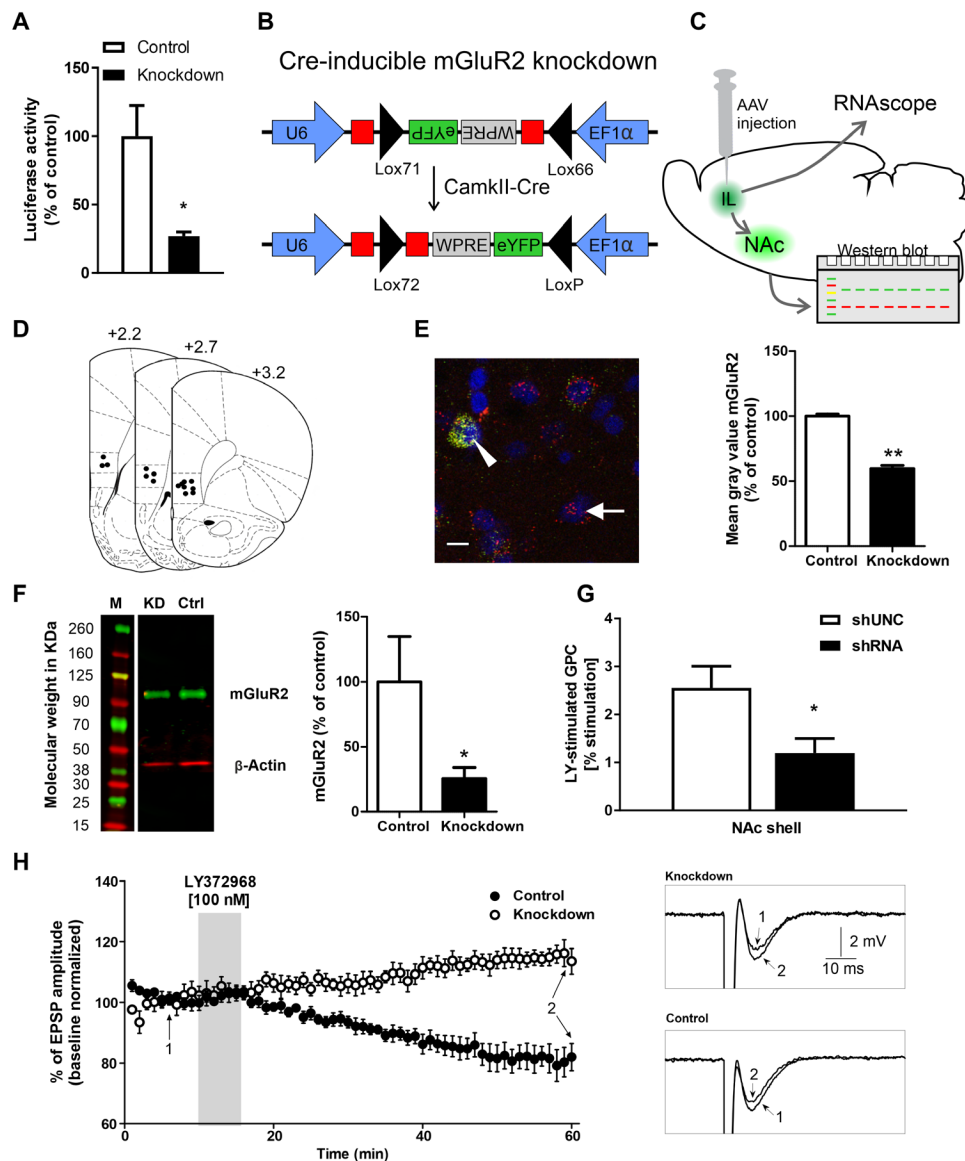 A
Control
Knockdown
Luciferase activity
(% of control)
150
100
50
0
*
B
Cre-inducible mGluR2 knockdown
U6
eYFP
WPRE
EF1α
Lox71
Lox66
CamkII-Cre
U6
WPRE
eYFP
EF1α
Lox72
LoxP
C
AAV
injection
RNAscope
IL
NAc
Western blot
D
+2.2
+2.7
+3.2
E
Mean gray value mGluR2
(% of control)
150
100
50
0
**
Control
Knockdown
F
M
KD
Ctrl
Molecular weight in KDa
260
160
125
90
70
50
38
30
25
15
mGluR2
β-Actin
mGluR2 (% of control)
150
100
50
0
*
Control
Knockdown
G
shUNC
shRNA
LY-stimulated GPC
[% stimulation]
4
3
2
1
0
*
NAc shell
H
LY372968
[100 nM]
Control
Knockdown
% of EPSP amplitude
(baseline normalized)
140
120
100
80
60
1
2
0
20
40
60
Time (min)
Knockdown
1
2
2 mV
10 ms
Control
2
1